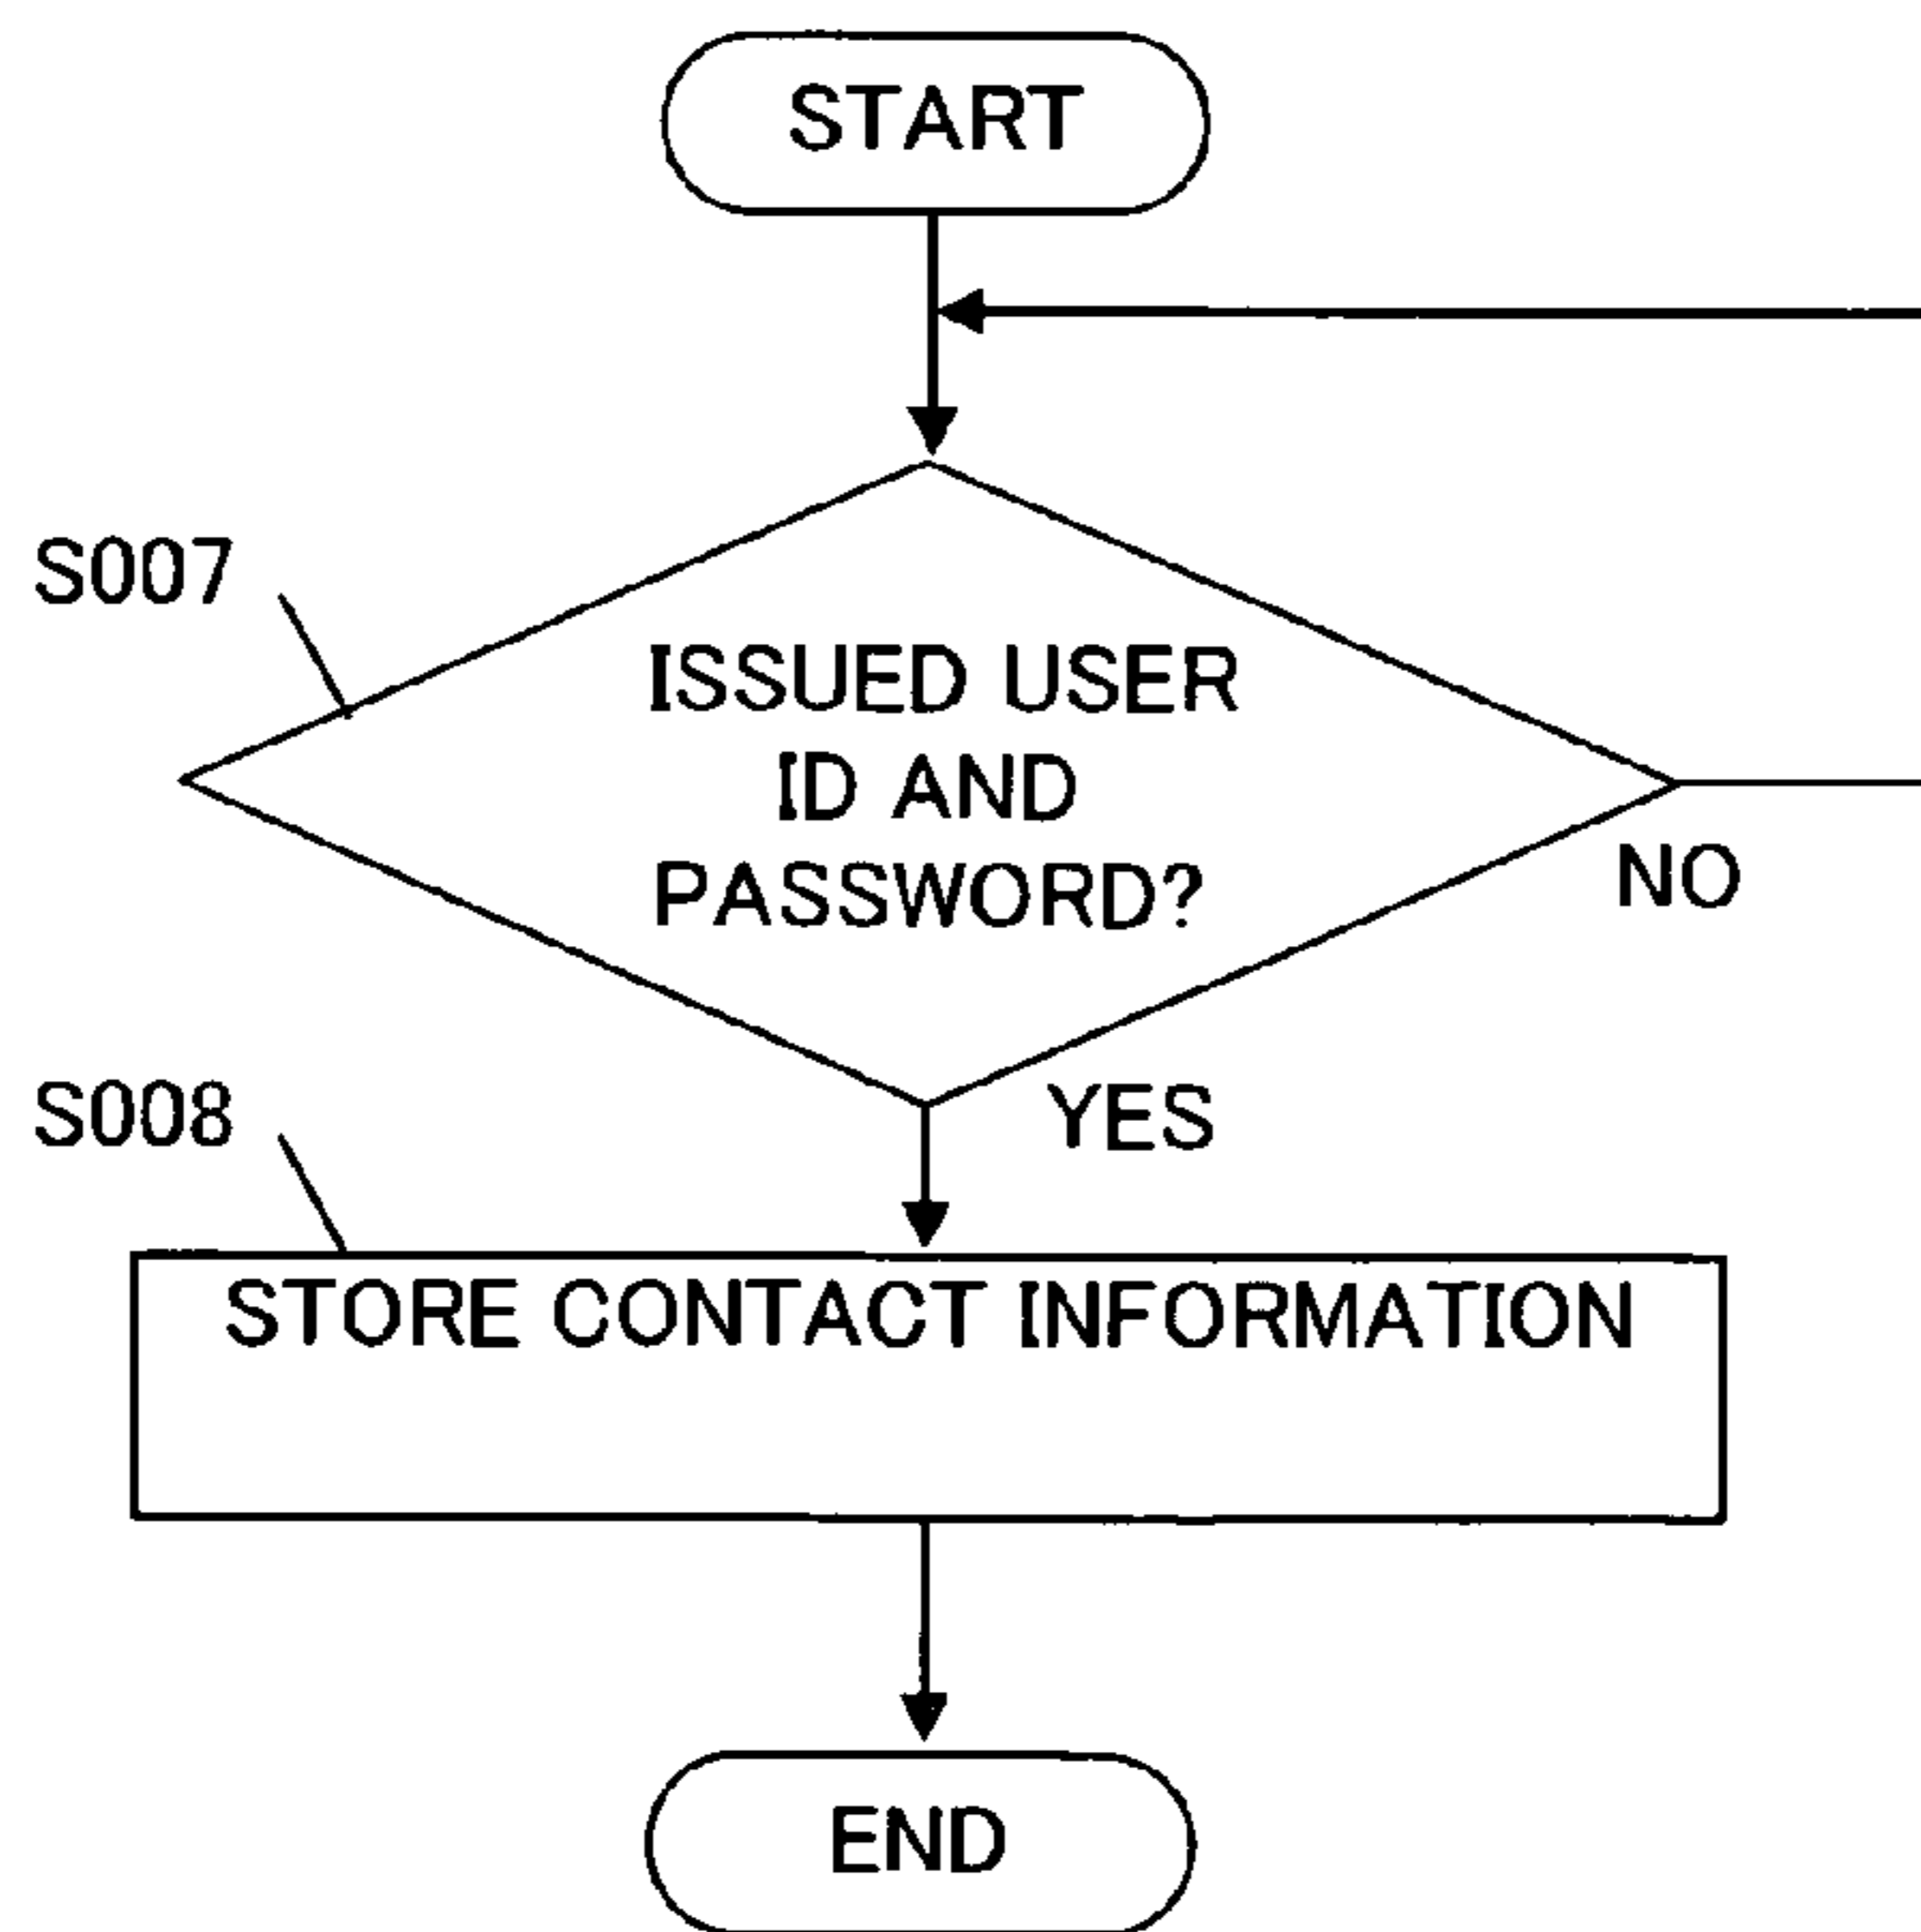 START
S007
ISSUED USER
ID AND
PASSWORD?
NO
S008
YES
STORE CONTACT INFORMATION
END